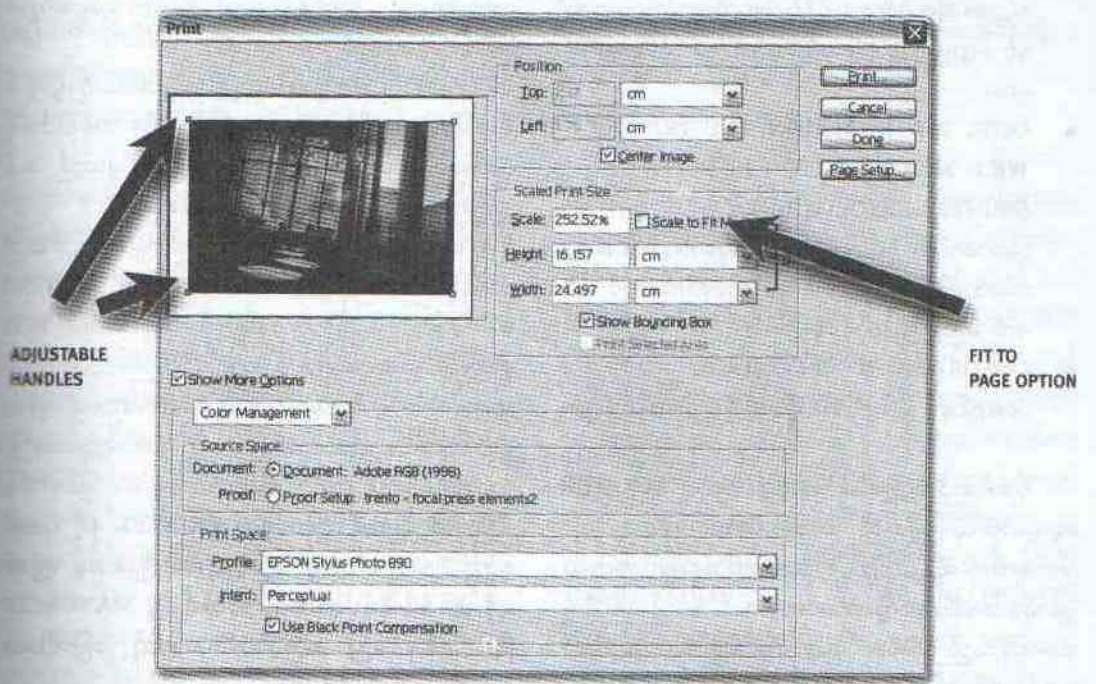 Print
Position
Top: cm
Left: cm
Center Image
Print...
Cancel
Done
Page Setup...
Scaled Print Size
Scale: 252.52% Scale to Fit
Height: 16.157 cm
Width: 24.497 cm
Show Bounding Box
Print Selected Area
ADJUSTABLE
HANDLES
FIT TO
PAGE OPTION
Show More Options
Color Management
Source Space:
Document: Document: Adobe RGB (1998)
Proof: Proof Setup: trento - focal press elements2
Print Space:
Profile: EPSON Stylus Photo 890
Intent: Perceptual
Use Black Point Compensation